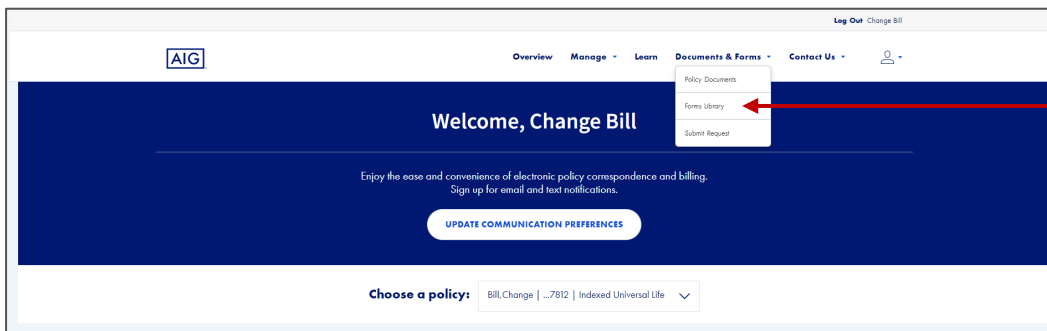 Log Out Change Bill
AIG
Overview Manage Learn Documents & Forms Contact Us
Policy Documents
Forms Library
Submit Request
Welcome, Change Bill
Enjoy the ease and convenience of electronic policy correspondence and billing.
Sign up for email and text notifications.
UPDATE COMMUNICATION PREFERENCES
Choose a policy: Bill,Change | ...7812 | Indexed Universal Life